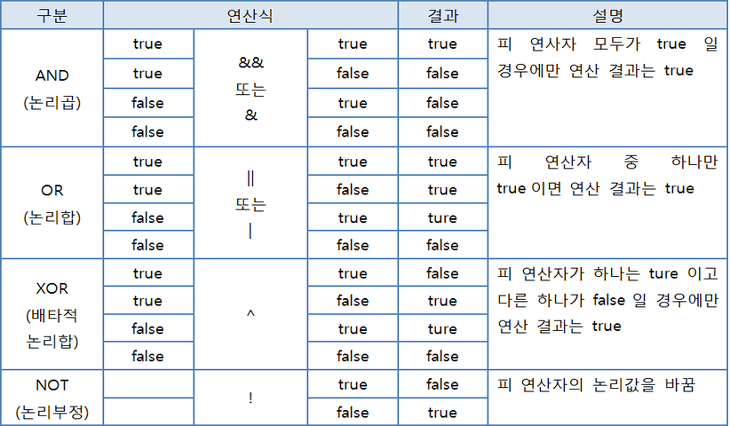 구분 연산식 결과 설명
AND
(논리곱)
true && 또는 & true true
true false false
false true false
false false false
피 연사자 모두가 true 일
경우에만 연산 결과는 true
OR
(논리합)
true || 또는 | true true
true false true
false true ture
false false false
피 연산자 중 하나만
true 이면 연산 결과는 true
XOR
(배타적
논리합)
true ^ true false
true false true
false true ture
false false false
피 연산자가 하나는 ture 이고
다른 하나가 false 일 경우에만
연산 결과는 true
NOT
(논리부정)
! true false
false true
피 연산자의 논리값을 바꿈